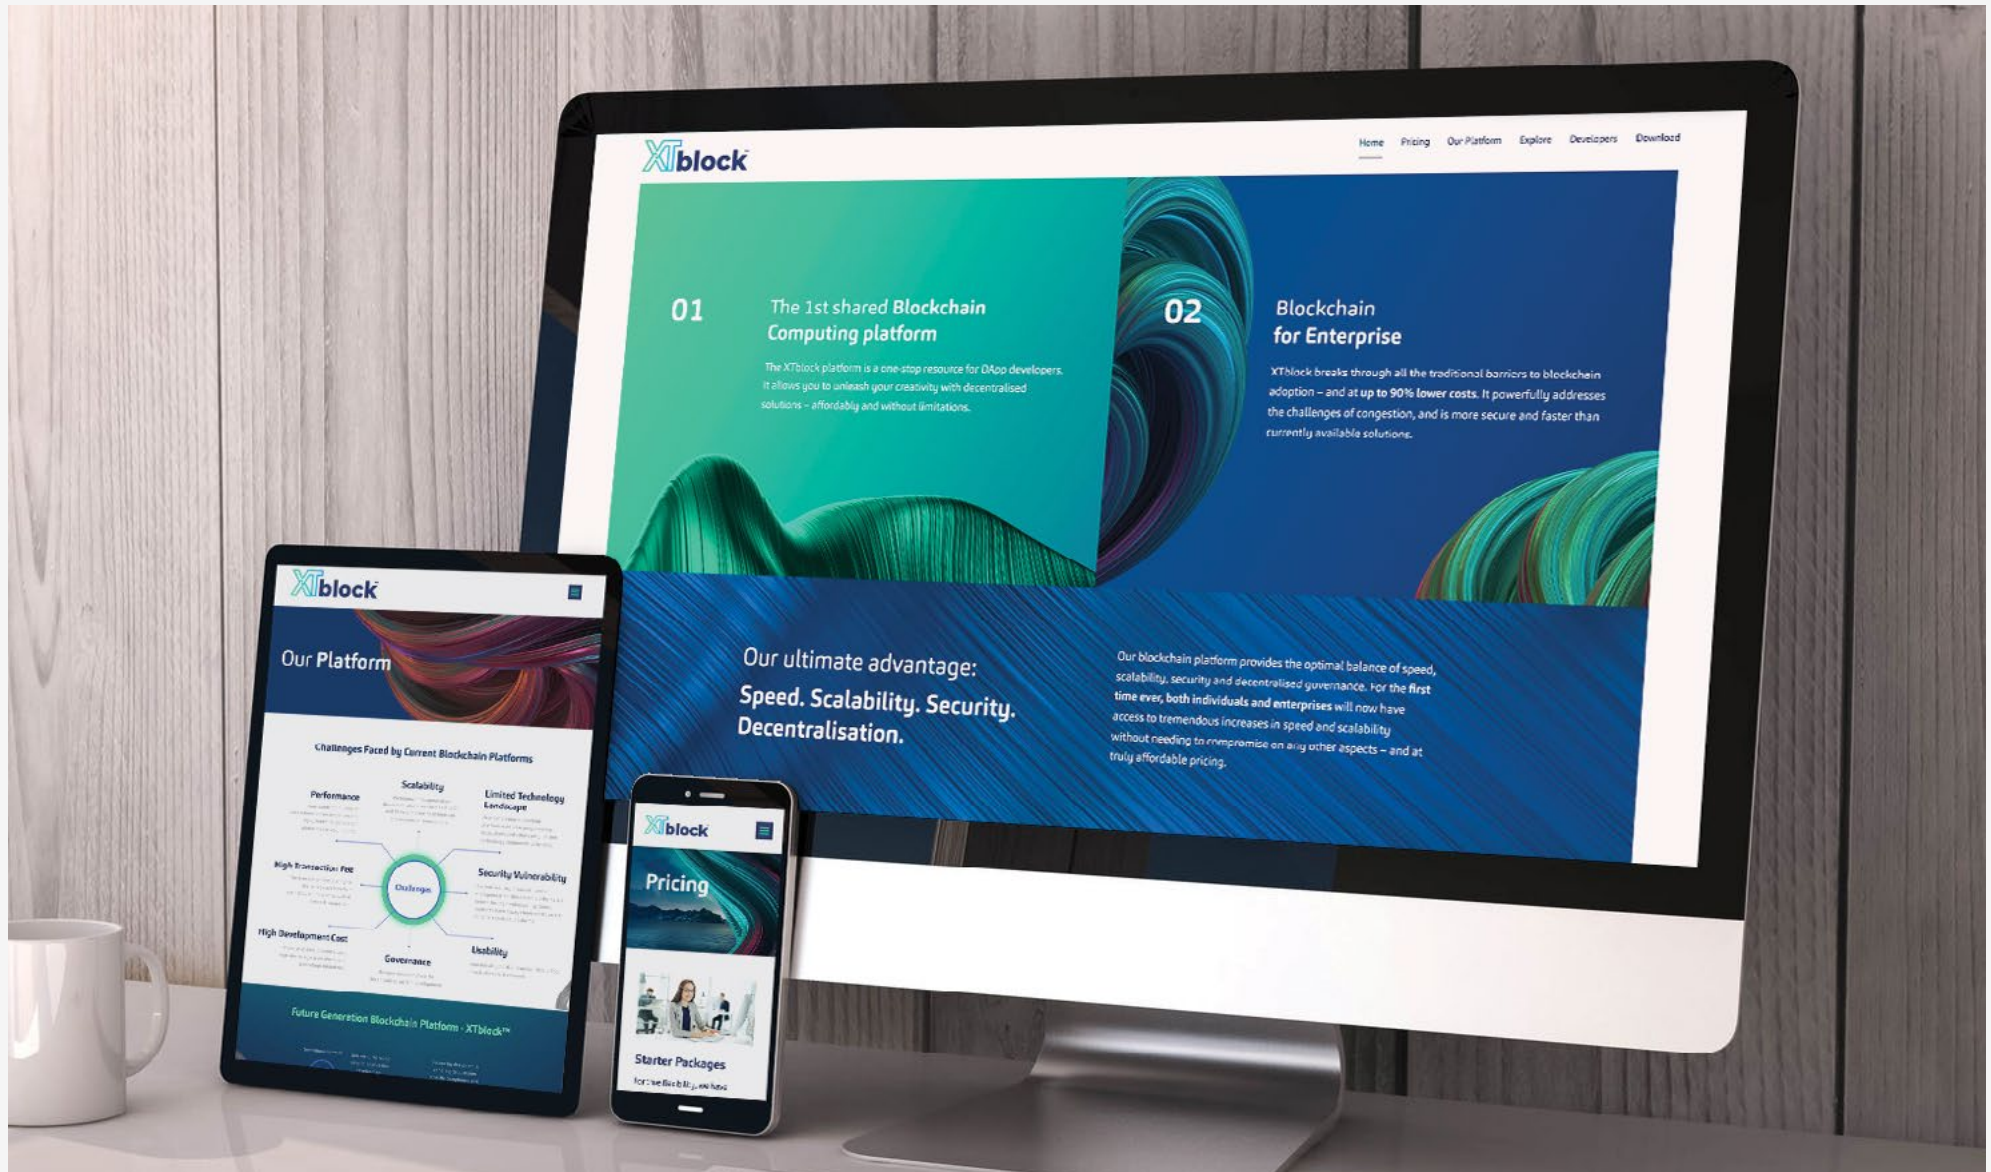 XTblock™
Home Pricing Our Platform Explore Developers Download
01
The 1st shared Blockchain
Computing platform
The XTblock platform is a one-stop resource for DApp developers.
It allows you to unleash your creativity with decentralised
solutions – affordably and without limitations.
02
Blockchain
for Enterprise
XTblock breaks through all the traditional barriers to blockchain
adoption – and at up to 90% lower costs. It powerfully addresses
the challenges of congestion, and is more secure and faster than
currently available solutions.
Our ultimate advantage:
Speed. Scalability. Security.
Decentralisation.
Our blockchain platform provides the optimal balance of speed,
scalability, security and decentralised governance. For the first
time ever, both individuals and enterprises will now have
access to tremendous increases in speed and scalability
without needing to compromise on any other aspects – and at
truly affordable pricing.
XTblock™
Our Platform
Challenges Faced by Current Blockchain Platforms
Scalability
Performance
Limited Technology
Landscape
High Transaction Fee
Challenges
Security Vulnerability
High Development Cost
Governance
Usability
Future Generation Blockchain Platform - XTblock™
XTblock
Pricing
Starter Packages
For true flexibility, we have